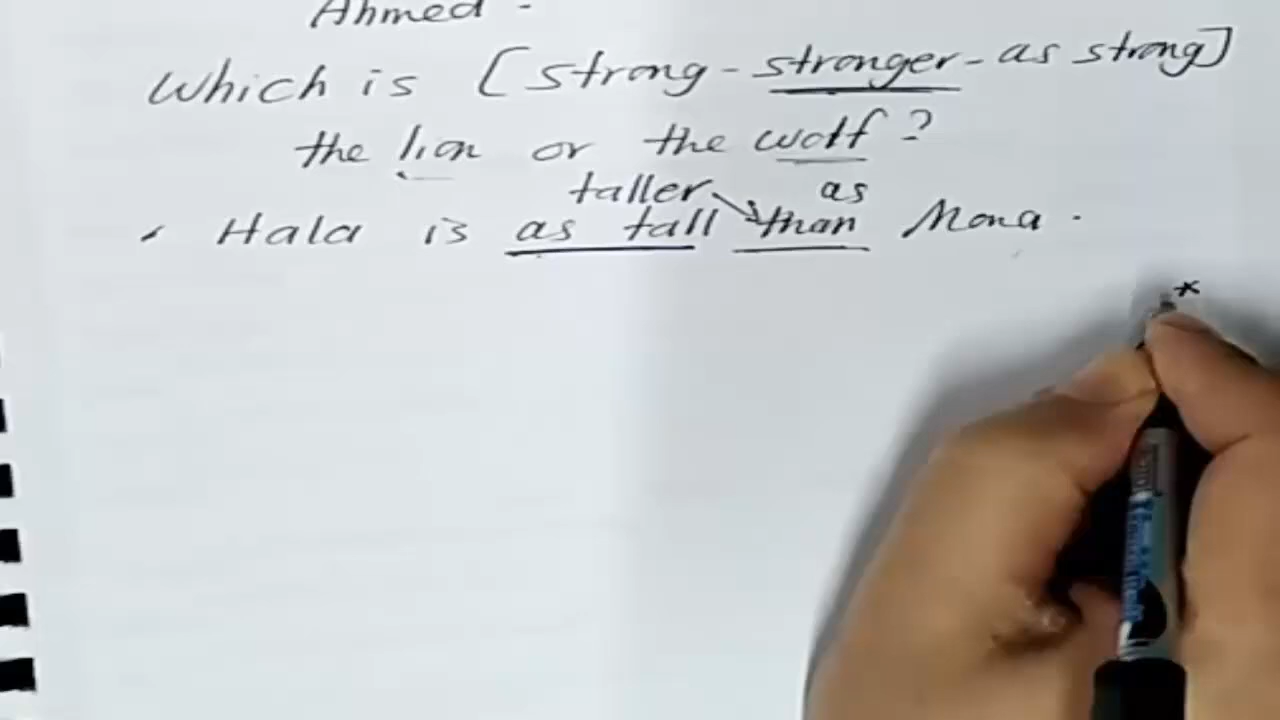 Ahmed.
Which is [strong - stronger - as strong]
the lion or the wolf?
taller as
Hala is as tall than Mona.
*